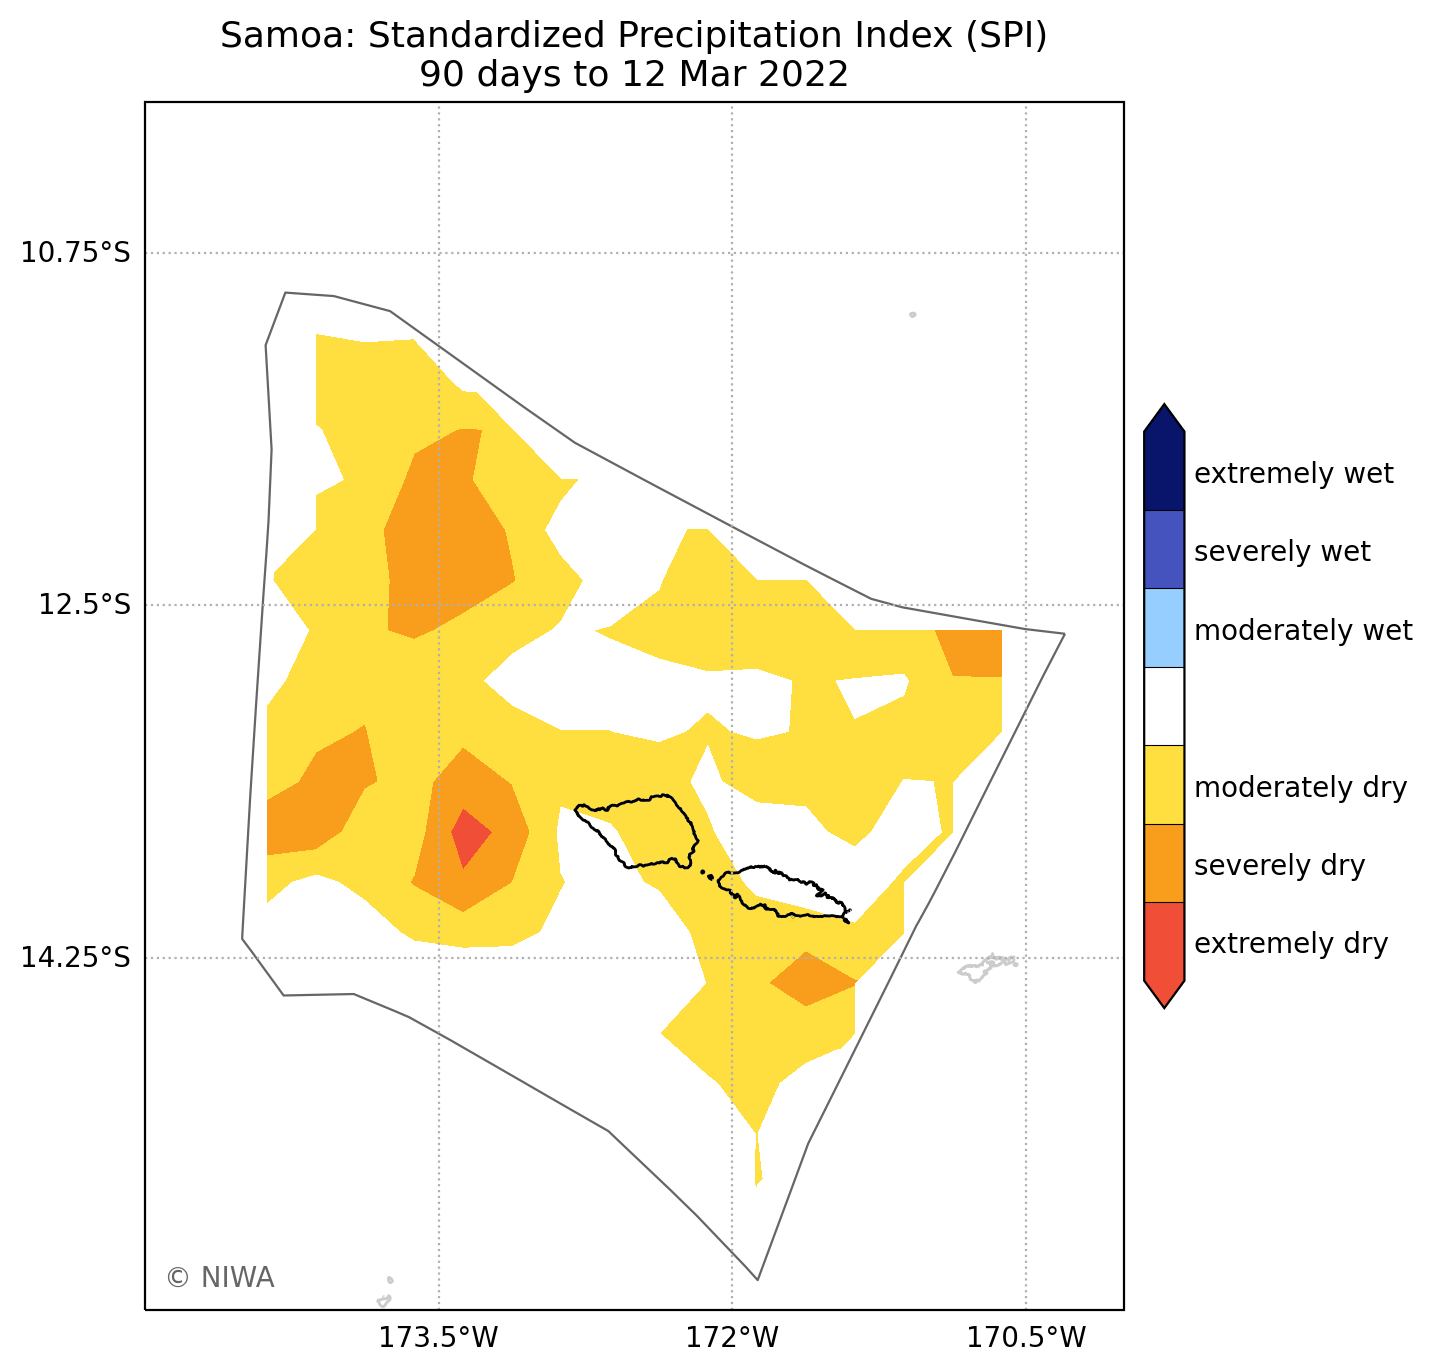 Samoa: Standardized Precipitation Index (SPI)
90 days to 12 Mar 2022
10.75°S
12.5°S
14.25°S
173.5°W
172°W
170.5°W
extremely wet
severely wet
moderately wet
moderately dry
severely dry
extremely dry
© NIWA